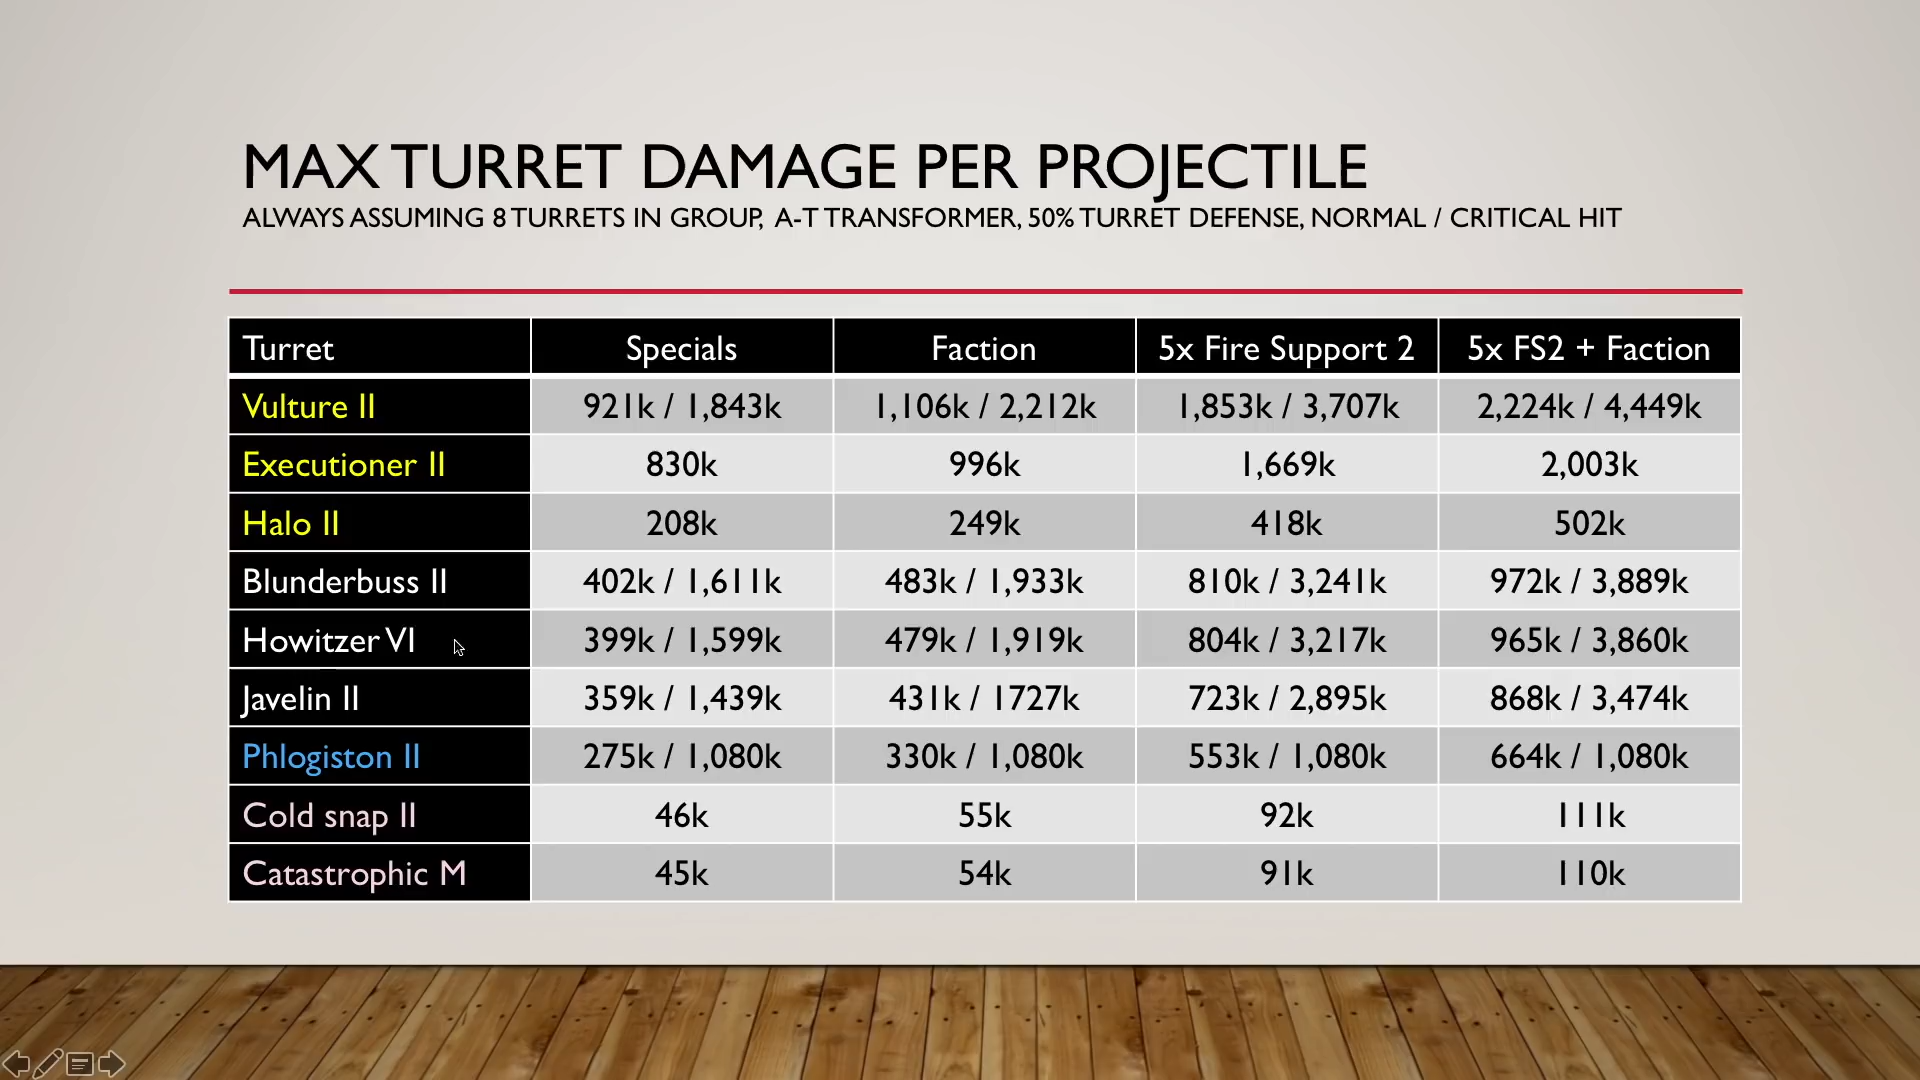 MAX TURRET DAMAGE PER PROJECTILE
ALWAYS ASSUMING 8 TURRETS IN GROUP, A-T TRANSFORMER, 50% TURRET DEFENSE, NORMAL / CRITICAL HIT
Turret Specials Faction 5x Fire Support 2 5x FS2 + Faction
Vulture II 921k / 1,843k 1,106k / 2,212k 1,853k / 3,707k 2,224k / 4,449k
Executioner II 830k 996k 1,669k 2,003k
Halo II 208k 249k 418k 502k
Blunderbuss II 402k / 1,611k 483k / 1,933k 810k / 3,241k 972k / 3,889k
Howitzer VI 399k / 1,599k 479k / 1,919k 804k / 3,217k 965k / 3,860k
Javelin II 359k / 1,439k 431k / 1727k 723k / 2,895k 868k / 3,474k
Phlogiston II 275k / 1,080k 330k / 1,080k 553k / 1,080k 664k / 1,080k
Cold snap II 46k 55k 92k 111k
Catastrophic M 45k 54k 91k 110k